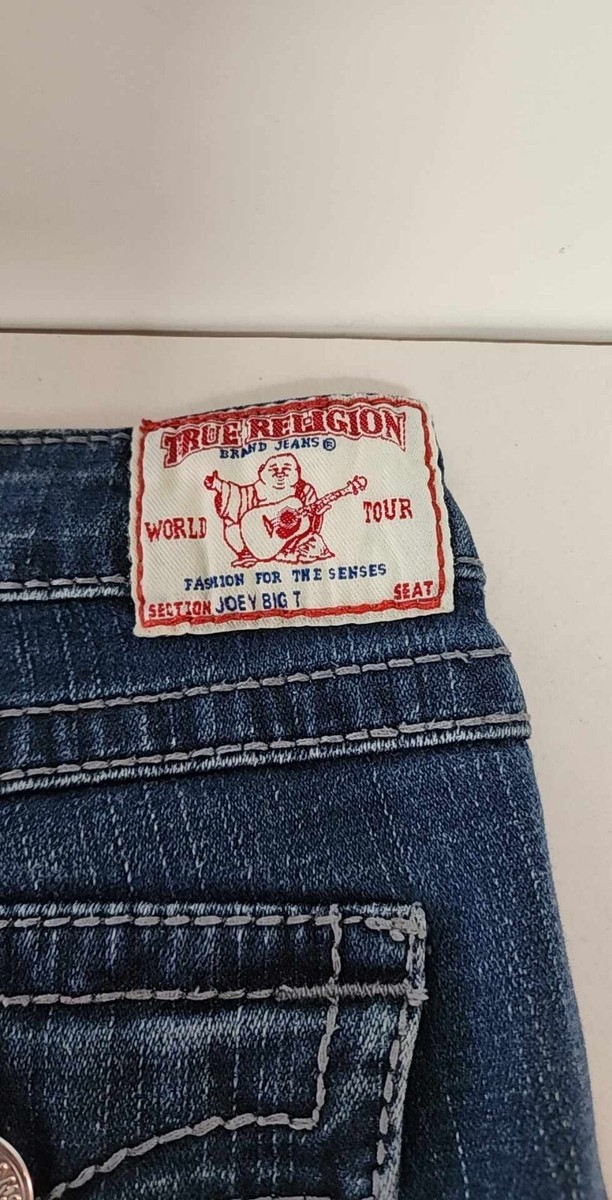 TRUE RELIGION
BRAND JEANS®
WORLD TOUR
FASHION FOR THE SENSES
SECTION JOEY BIG T SEAT